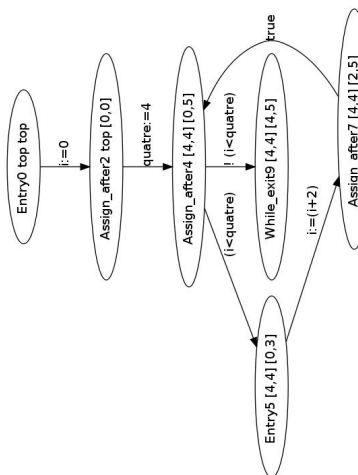 Entry0 top top
i:=0
Assign_after2 top [0,0]
quatre:=4
Assign_after4 [4,4] [0,5]
(i<quatre)
! (i<quatre)
true
Entry5 [4,4] [0,3]
While_exit9 [4,4] [4,5]
i:=(i+2)
Assign_after7 [4,4] [2,5]